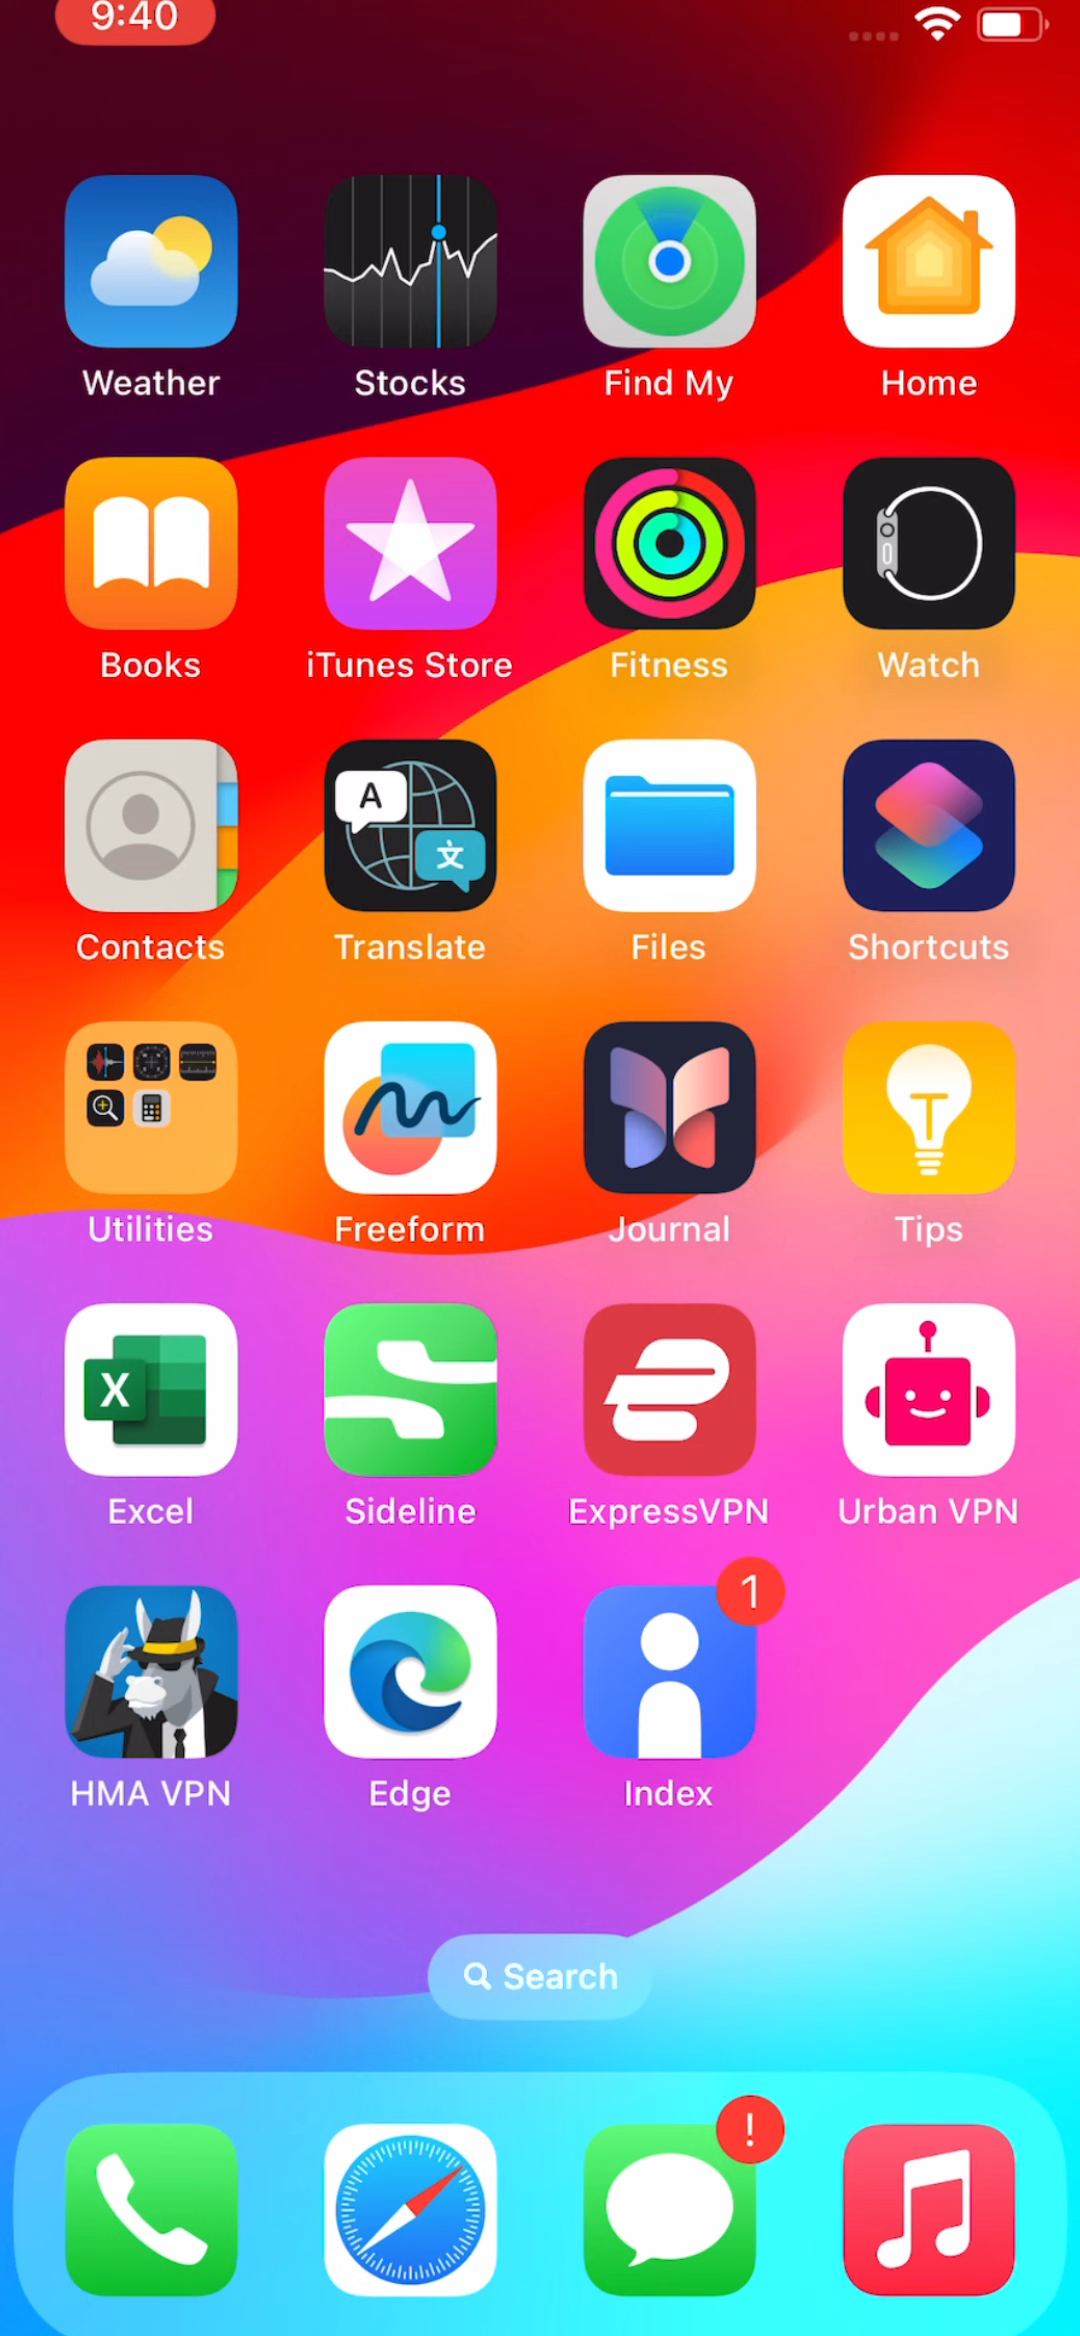 9:40
Weather Stocks Find My Home
Books iTunes Store Fitness Watch
A
文
Contacts Translate Files Shortcuts
Utilities Freeform Journal Tips
X
Excel Sideline ExpressVPN Urban VPN
1
HMA VPN Edge Index
Search
!